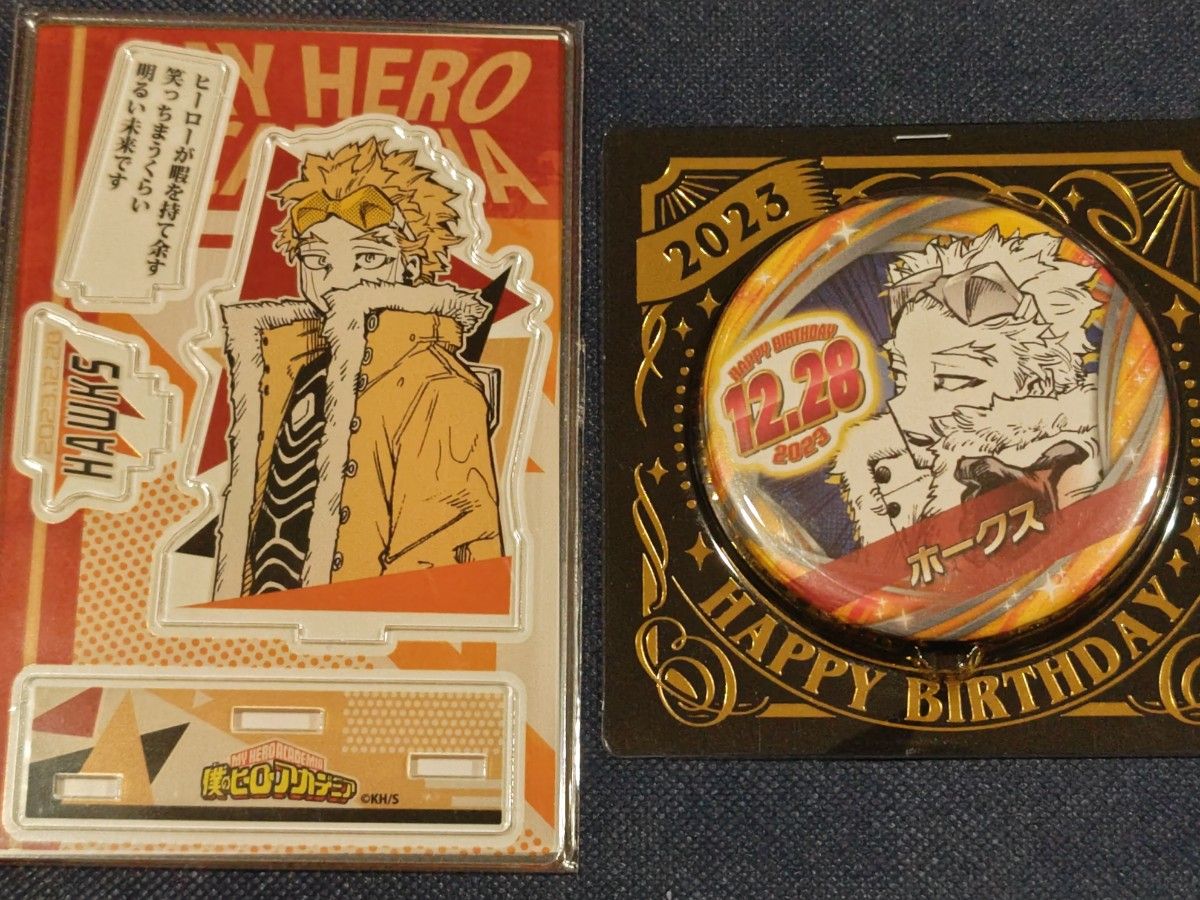 MY HERO
ACADEMIA
ヒーローが暇を持て余す
笑っちまうくらい
明るい未来です
HAWKS
2023.12.28
MY HERO ACADEMIA
僕のヒーローアカデミア
©KH/S
2023
HAPPY BIRTHDAY
12.28
2023
ホークス
HAPPY BIRTHDAY